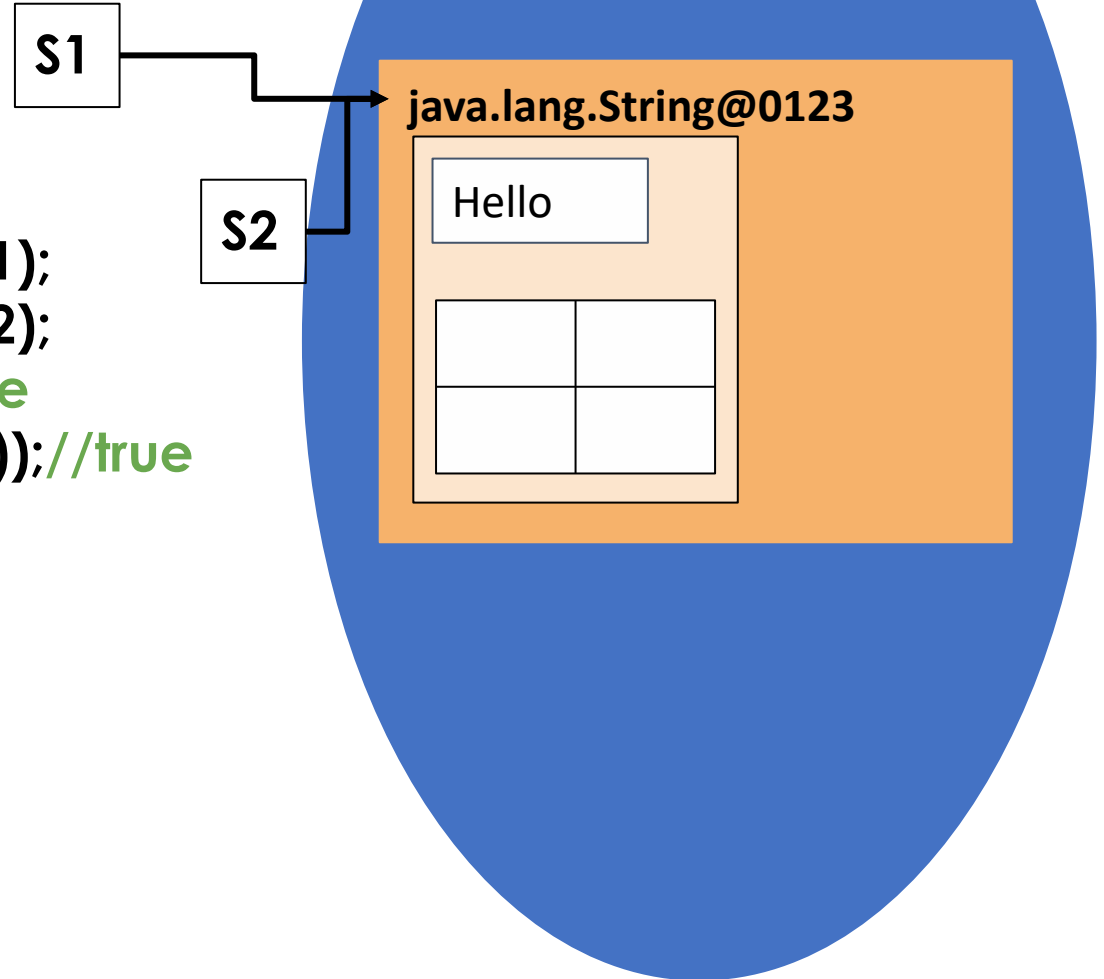 S1
java.lang.String@0123
Hello
S2
1);
2);
e
));//true